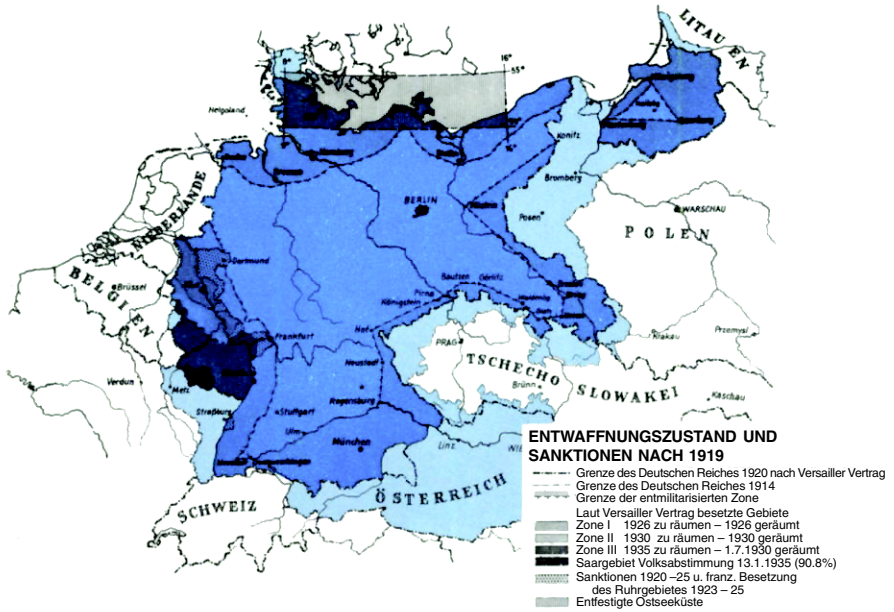 LITAUEN
8°
16°
55°
Helgoland
Königsberg
Konitz
BERLIN
Bromberg
WARSCHAU
Posen
POLEN
NIEDERLANDE
Dortmund
BELGIEN
Brüssel
Bautzen
Görlitz
Pirna
Königstein
Frankfurt
Hof
PRAG
Krakau
Przemysl
Neustadt
TSCHECHO
SLOWAKEI
Verdun
Metz
Brünn
Kaschau
Regensburg
Straßburg
Stuttgart
Ulm
München
Linz
SCHWEIZ
ÖSTERREICH
ENTWAFFNUNGSZUSTAND UND
SANKTIONEN NACH 1919
Grenze des Deutschen Reiches 1920 nach Versailler Vertrag
Grenze des Deutschen Reiches 1914
Grenze der entmilitarisierten Zone
Laut Versailler Vertrag besetzte Gebiete
Zone I 1926 zu räumen – 1926 geräumt
Zone II 1930 zu räumen – 1930 geräumt
Zone III 1935 zu räumen – 1.7.1930 geräumt
Saargebiet Volksabstimmung 13.1.1935 (90.8%)
Sanktionen 1920 –25 u. franz. Besetzung
des Ruhrgebietes 1923 – 25
Entfestigte Ostseeküste